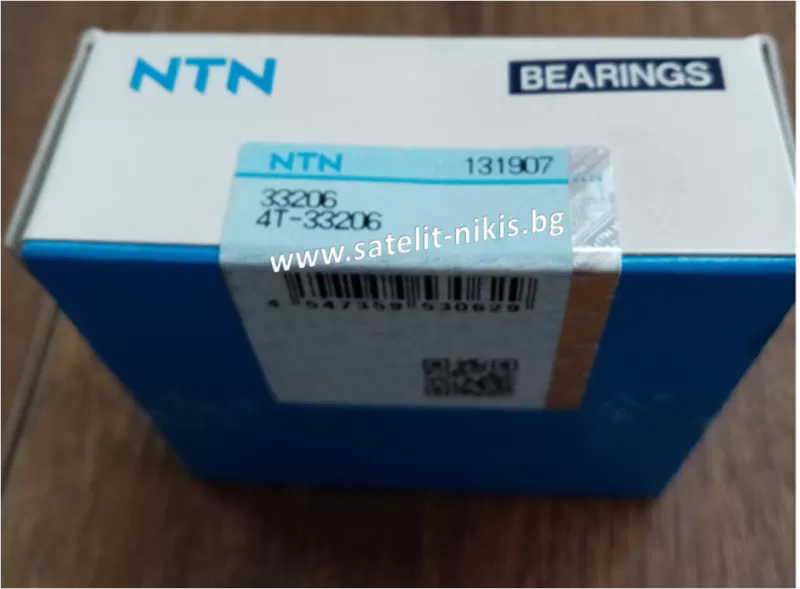 NTN
BEARINGS
NTN 131907
33206
4T-33206
www.satelit-nikis.bg
4 547359 530629